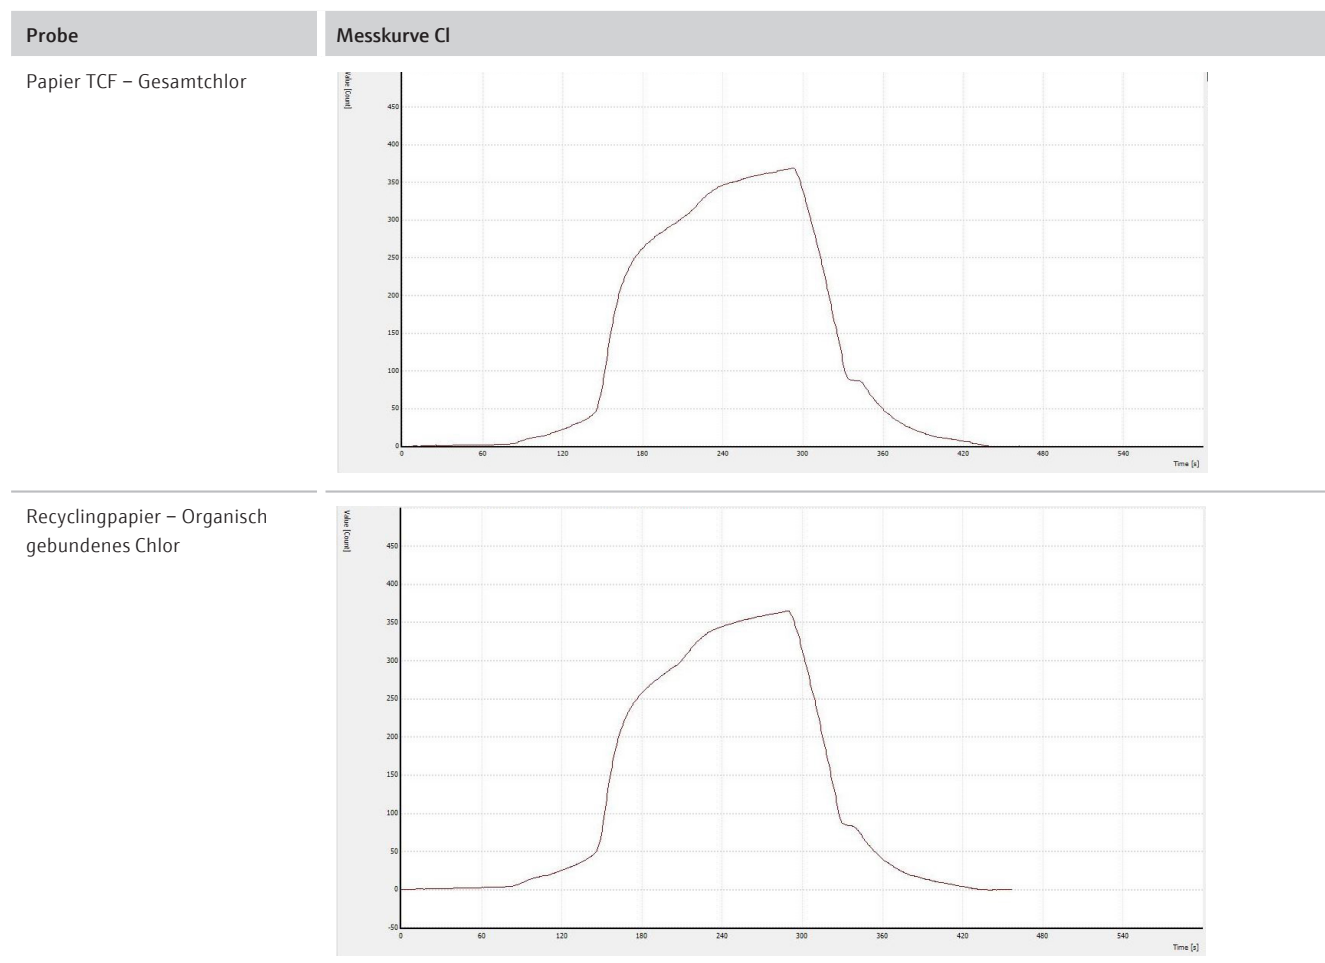 Probe
Messkurve Cl
Papier TCF – Gesamtchlor
Value [Count]
450
400
350
300
250
200
150
100
50
0
0 60 120 180 240 300 360 420 480 540
Time [s]
Recyclingpapier – Organisch
gebundenes Chlor
Value [Count]
450
400
350
300
250
200
150
100
50
0
-50
0 60 120 180 240 300 360 420 480 540
Time [s]